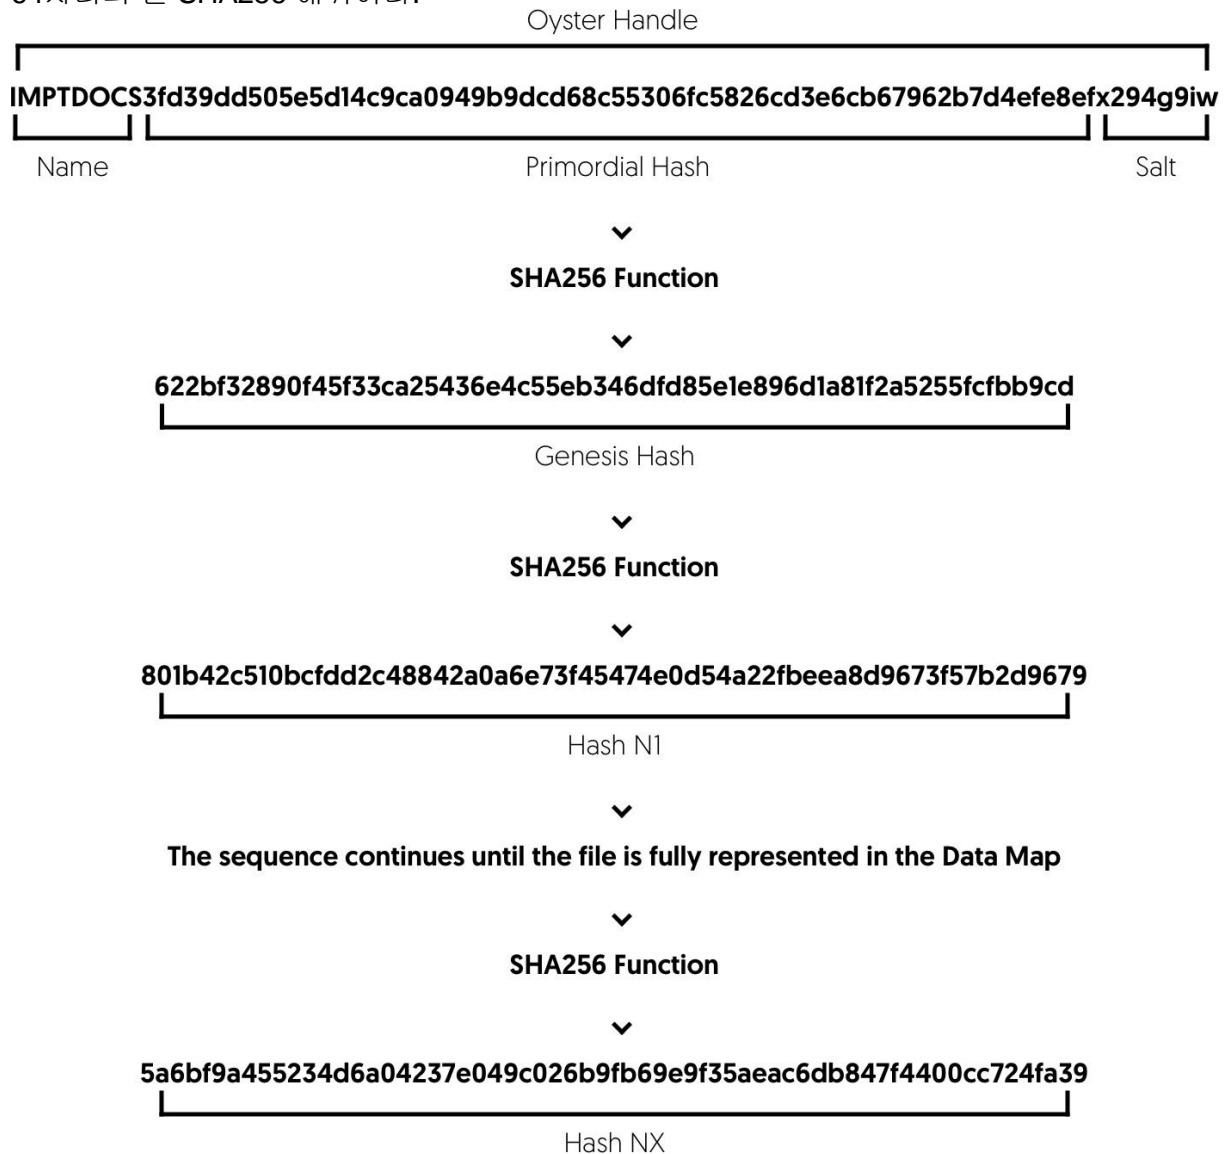 Oyster Handle
IMPTDOCS3fd39dd505e5d14c9ca0949b9dcd68c55306fc5826cd3e6cb67962b7d4efe8efx294g9iw
Name Primordial Hash Salt
SHA256 Function
622bf32890f45f33ca25436e4c55eb346dfd85e1e896d1a81f2a5255fcfbb9cd
Genesis Hash
SHA256 Function
801b42c510bcfdd2c48842a0a6e73f45474e0d54a22fbeea8d9673f57b2d9679
Hash N1
The sequence continues until the file is fully represented in the Data Map
SHA256 Function
5a6bf9a455234d6a04237e049c026b9fb69e9f35aeac6db847f4400cc724fa39
Hash NX